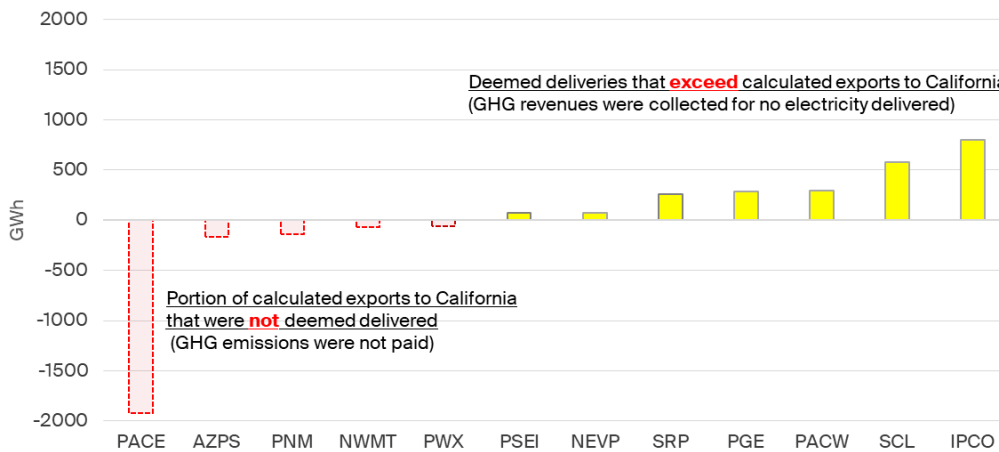 2000
1500
Deemed deliveries that exceed calculated exports to California
(GHG revenues were collected for no electricity delivered)
1000
500
0
GWh
-500
Portion of calculated exports to California
-1000
that were not deemed delivered
(GHG emissions were not paid)
-1500
-2000
PACE AZPS PNM NWMT PWX PSEI NEVP SRP PGE PACW SCL IPCO